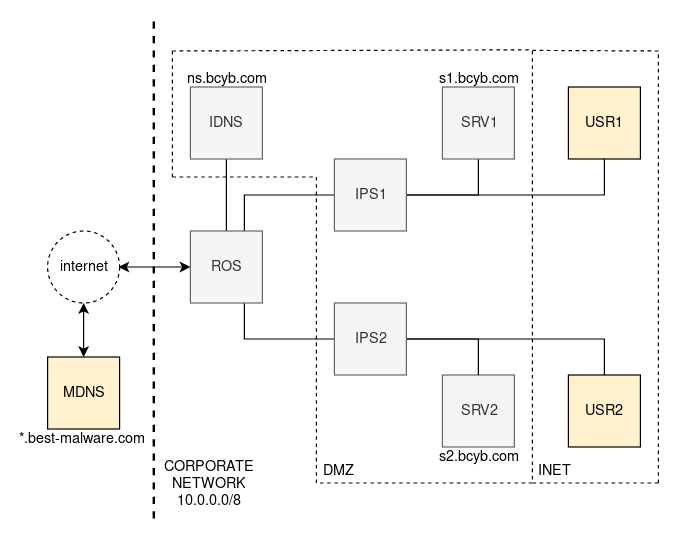 ns.bcyb.com
s1.bcyb.com
IDNS
SRV1
USR1
IPS1
internet
ROS
IPS2
MDNS
SRV2
USR2
*.best-malware.com
s2.bcyb.com
CORPORATE
NETWORK
10.0.0.0/8
DMZ
INET